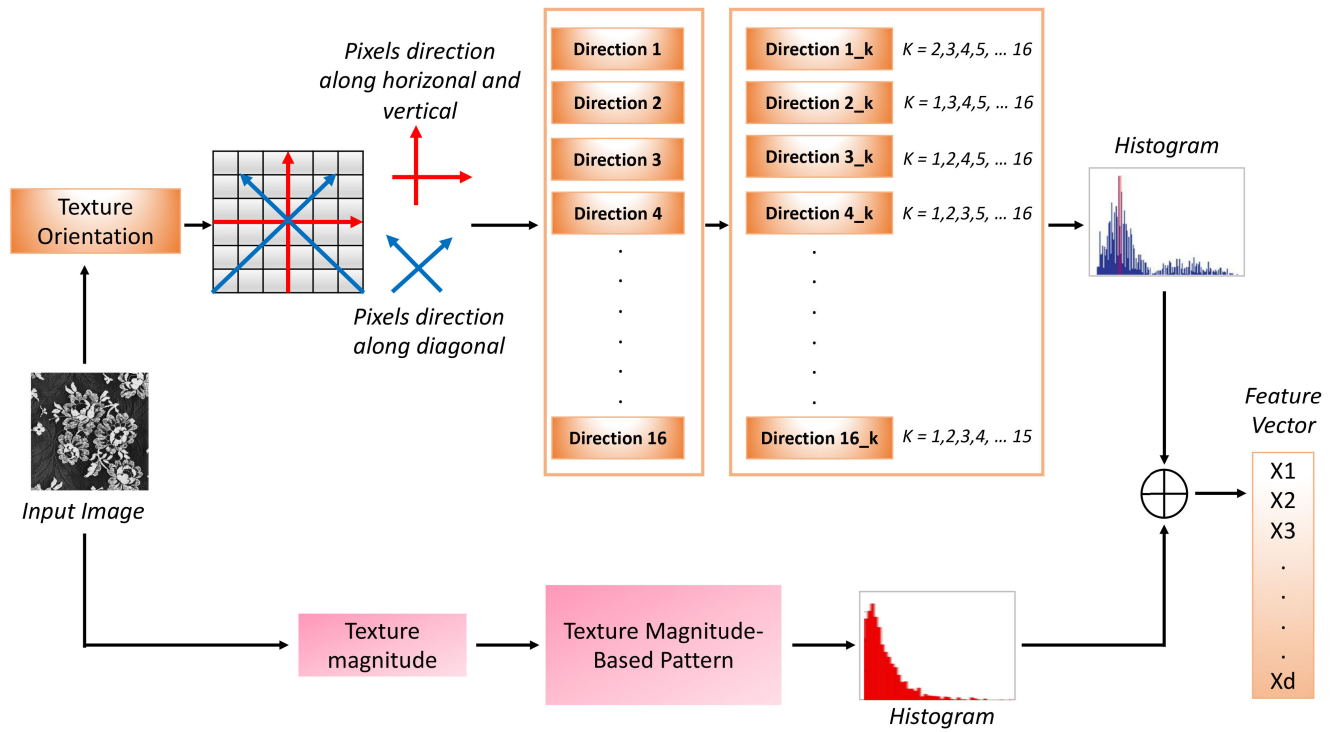 Pixels direction
along horizonal and
vertical
Texture
Orientation
Pixels direction
along diagonal
Input Image
Direction 1
Direction 2
Direction 3
Direction 4
.
.
.
.
.
.
Direction 16
Direction 1_k K = 2,3,4,5, ... 16
Direction 2_k K = 1,3,4,5, ... 16
Direction 3_k K = 1,2,4,5, ... 16
Direction 4_k K = 1,2,3,5, ... 16
.
.
.
.
.
Direction 16_k K = 1,2,3,4, ... 15
Histogram
Texture
magnitude
Texture Magnitude-
Based Pattern
Histogram
Feature
Vector
X1
X2
X3
.
.
.
.
Xd